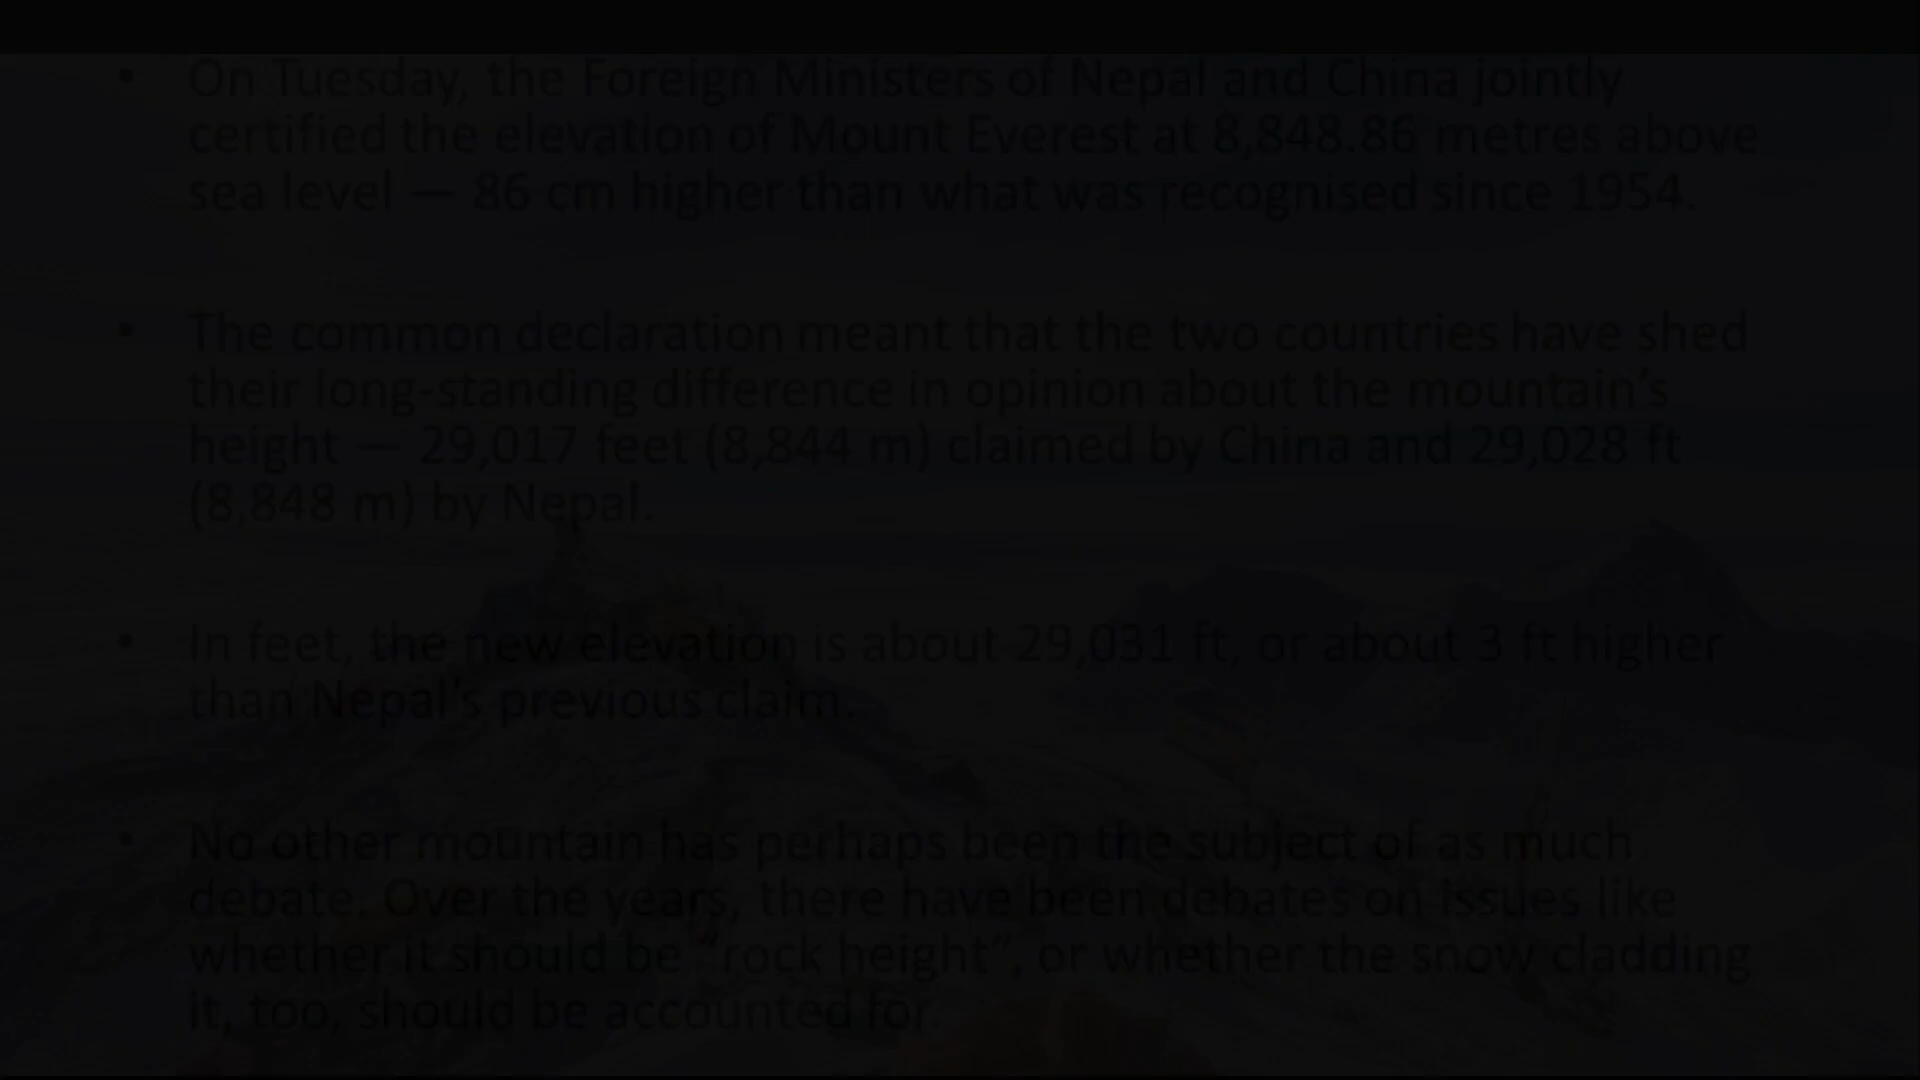 • On Tuesday, the Foreign Ministers of Nepal and China jointly
certified the elevation of Mount Everest at 8,848.86 metres above
sea level — 86 cm higher than what was recognised since 1954.
• The common declaration meant that the two countries have shed
their long-standing difference in opinion about the mountain’s
height — 29,017 feet (8,844 m) claimed by China and 29,028 ft
(8,848 m) by Nepal.
• In feet, the new elevation is about 29,031 ft, or about 3 ft higher
than Nepal’s previous claim.
• No other mountain has perhaps been the subject of as much
debate. Over the years, there have been debates on issues like
whether it should be “rock height”, or whether the snow cladding
it, too, should be accounted for.